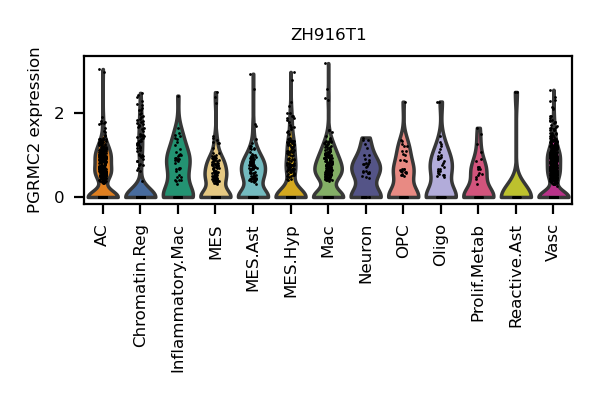 ZH916T1
PGRMC2 expression
2
0
AC
Chromatin.Reg
Inflammatory.Mac
MES
MES.Ast
MES.Hyp
Mac
Neuron
OPC
Oligo
Prolif.Metab
Reactive.Ast
Vasc